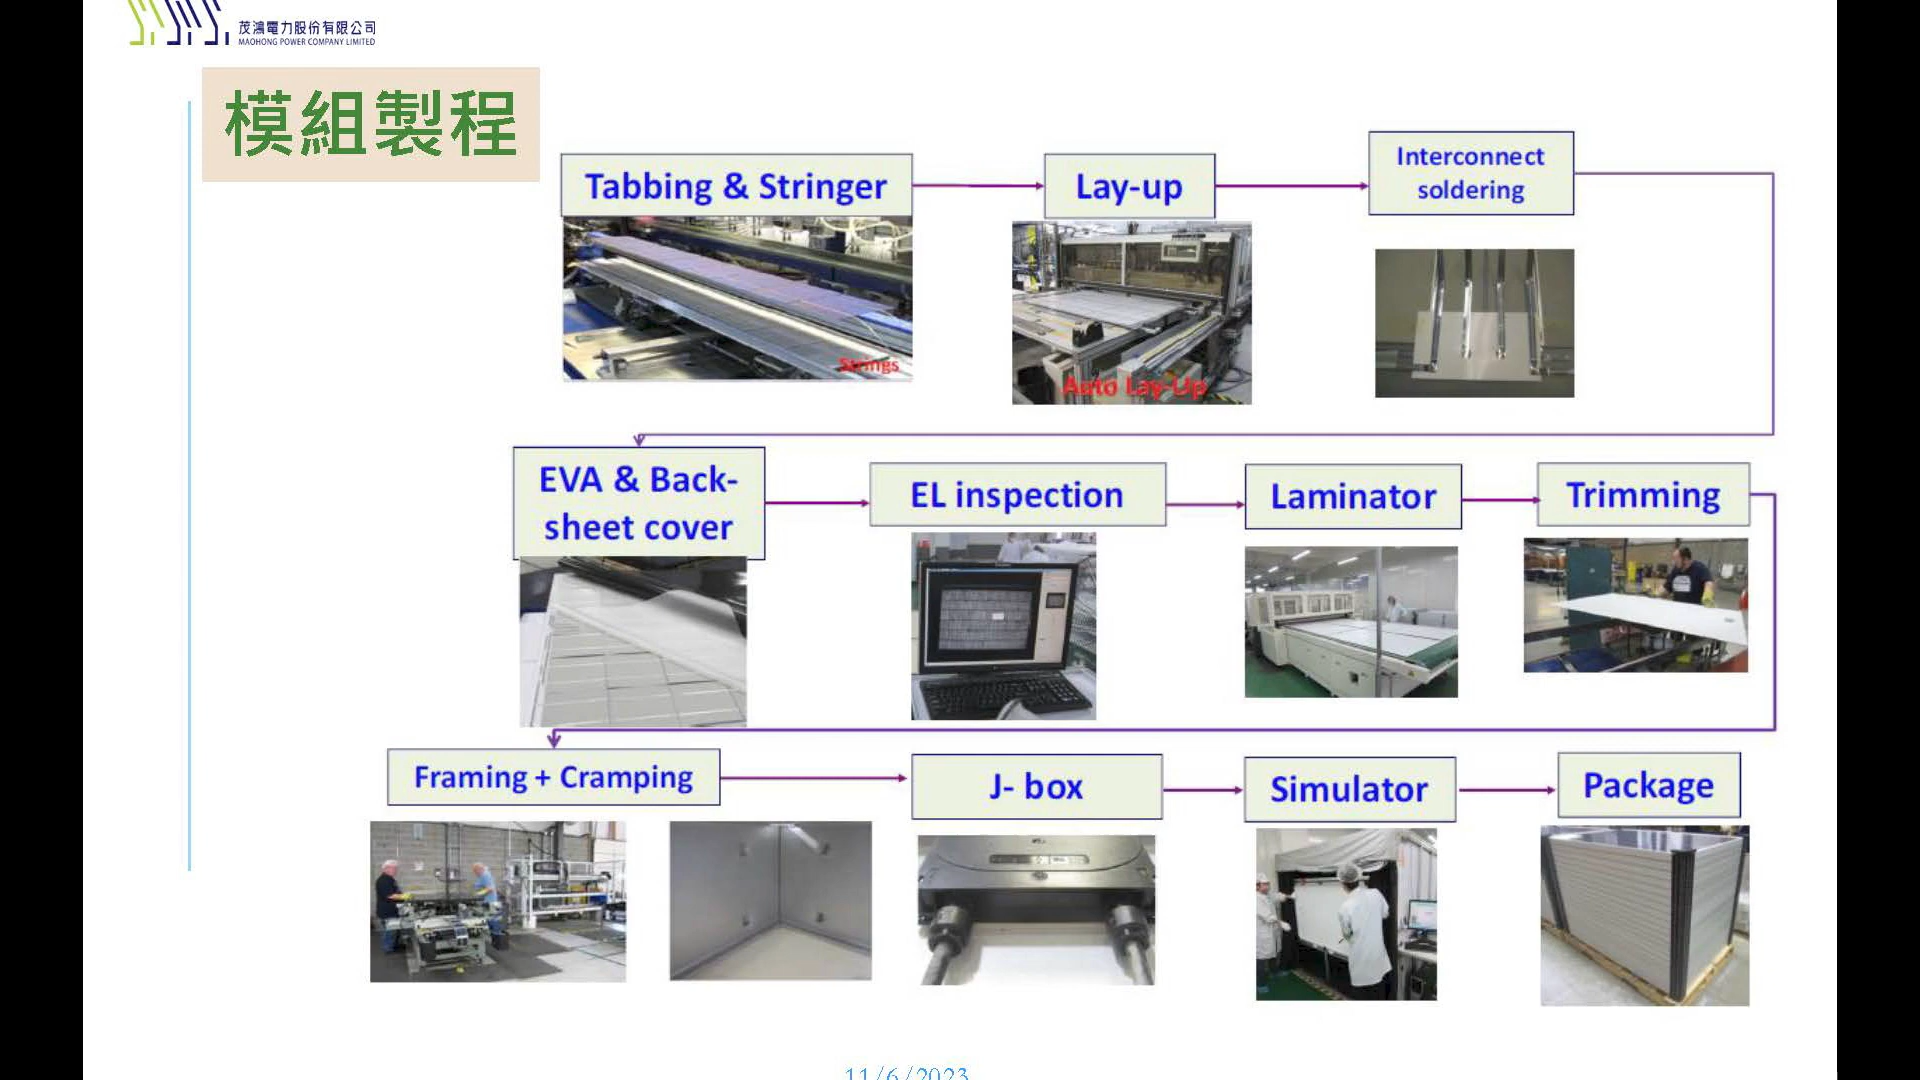 茂鴻電力股份有限公司
MAOHONG POWER COMPANY LIMITED
模組製程
Tabbing & Stringer
Lay-up
Interconnect
soldering
Strings
Auto Lay-Up
EVA & Back-
sheet cover
EL inspection
Laminator
Trimming
Framing + Cramping
J- box
Simulator
Package
11/6/2023